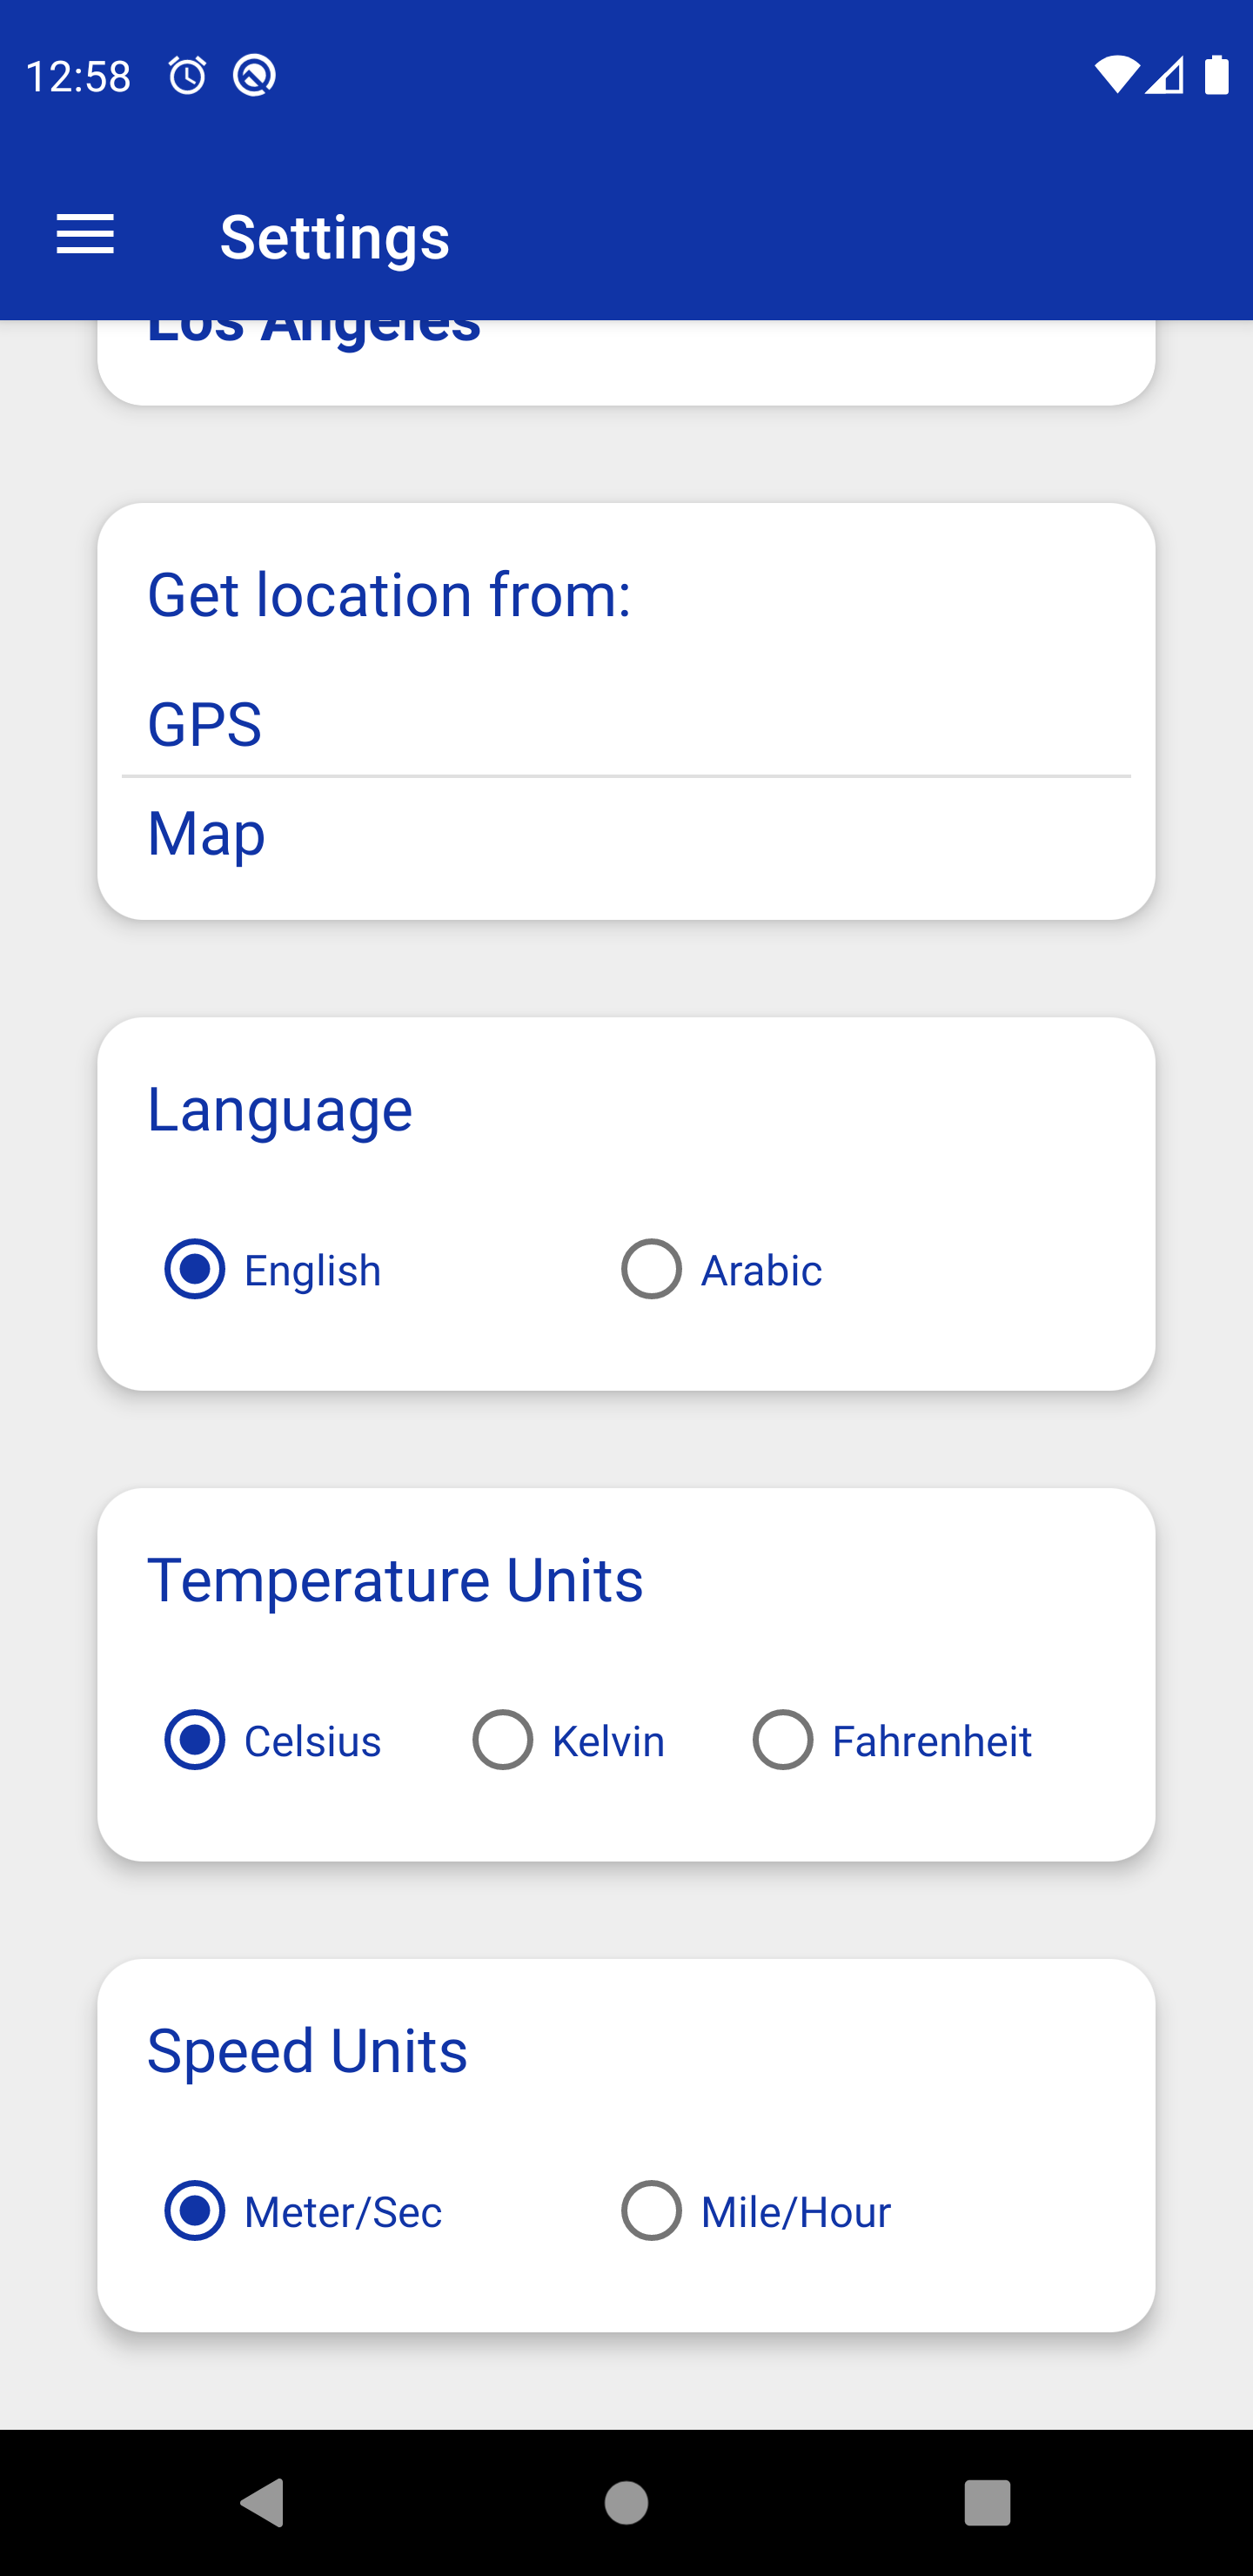 12:58
Settings
Los Angeles
Get location from:
GPS
Map
Language
English Arabic
Temperature Units
Celsius Kelvin Fahrenheit
Speed Units
Meter/Sec Mile/Hour